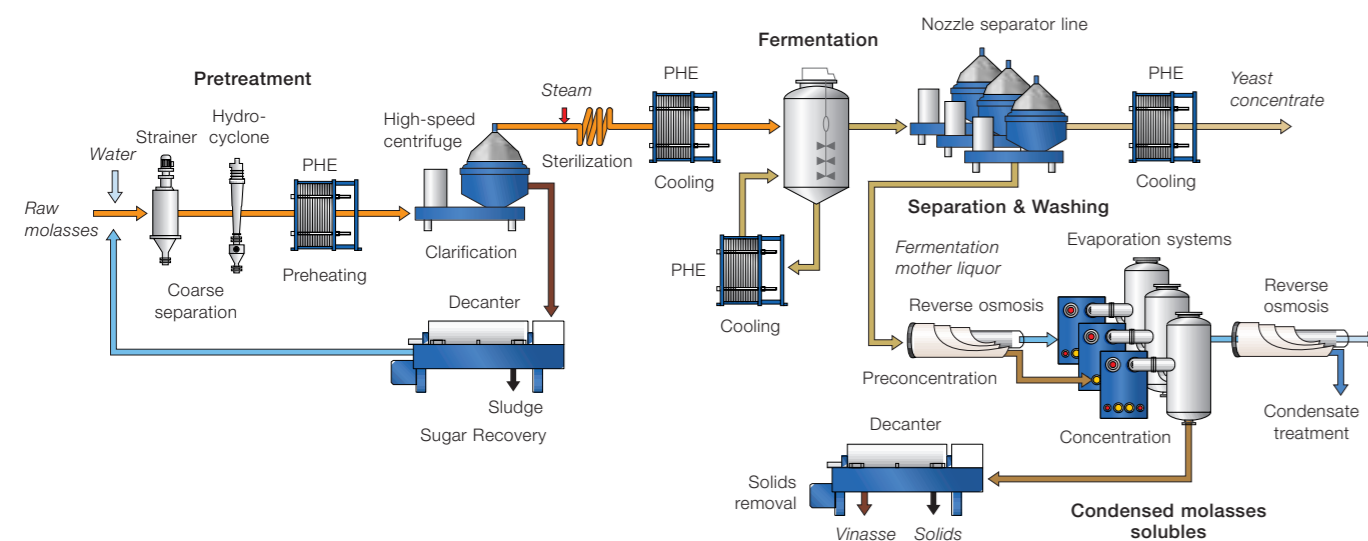 Pretreatment
Water
Strainer
Hydro-
cyclone
PHE
Raw
molasses
Coarse
separation
Preheating
High-speed
centrifuge
Clarification
Steam
Sterilization
PHE
Cooling
Decanter
Sludge
Sugar Recovery
Fermentation
PHE
Cooling
Nozzle separator line
PHE
Cooling
Yeast
concentrate
Separation & Washing
Fermentation
mother liquor
Evaporation systems
Reverse osmosis
Preconcentration
Concentration
Reverse
osmosis
Condensate
treatment
Decanter
Solids
removal
Vinasse
Solids
Condensed molasses
solubles